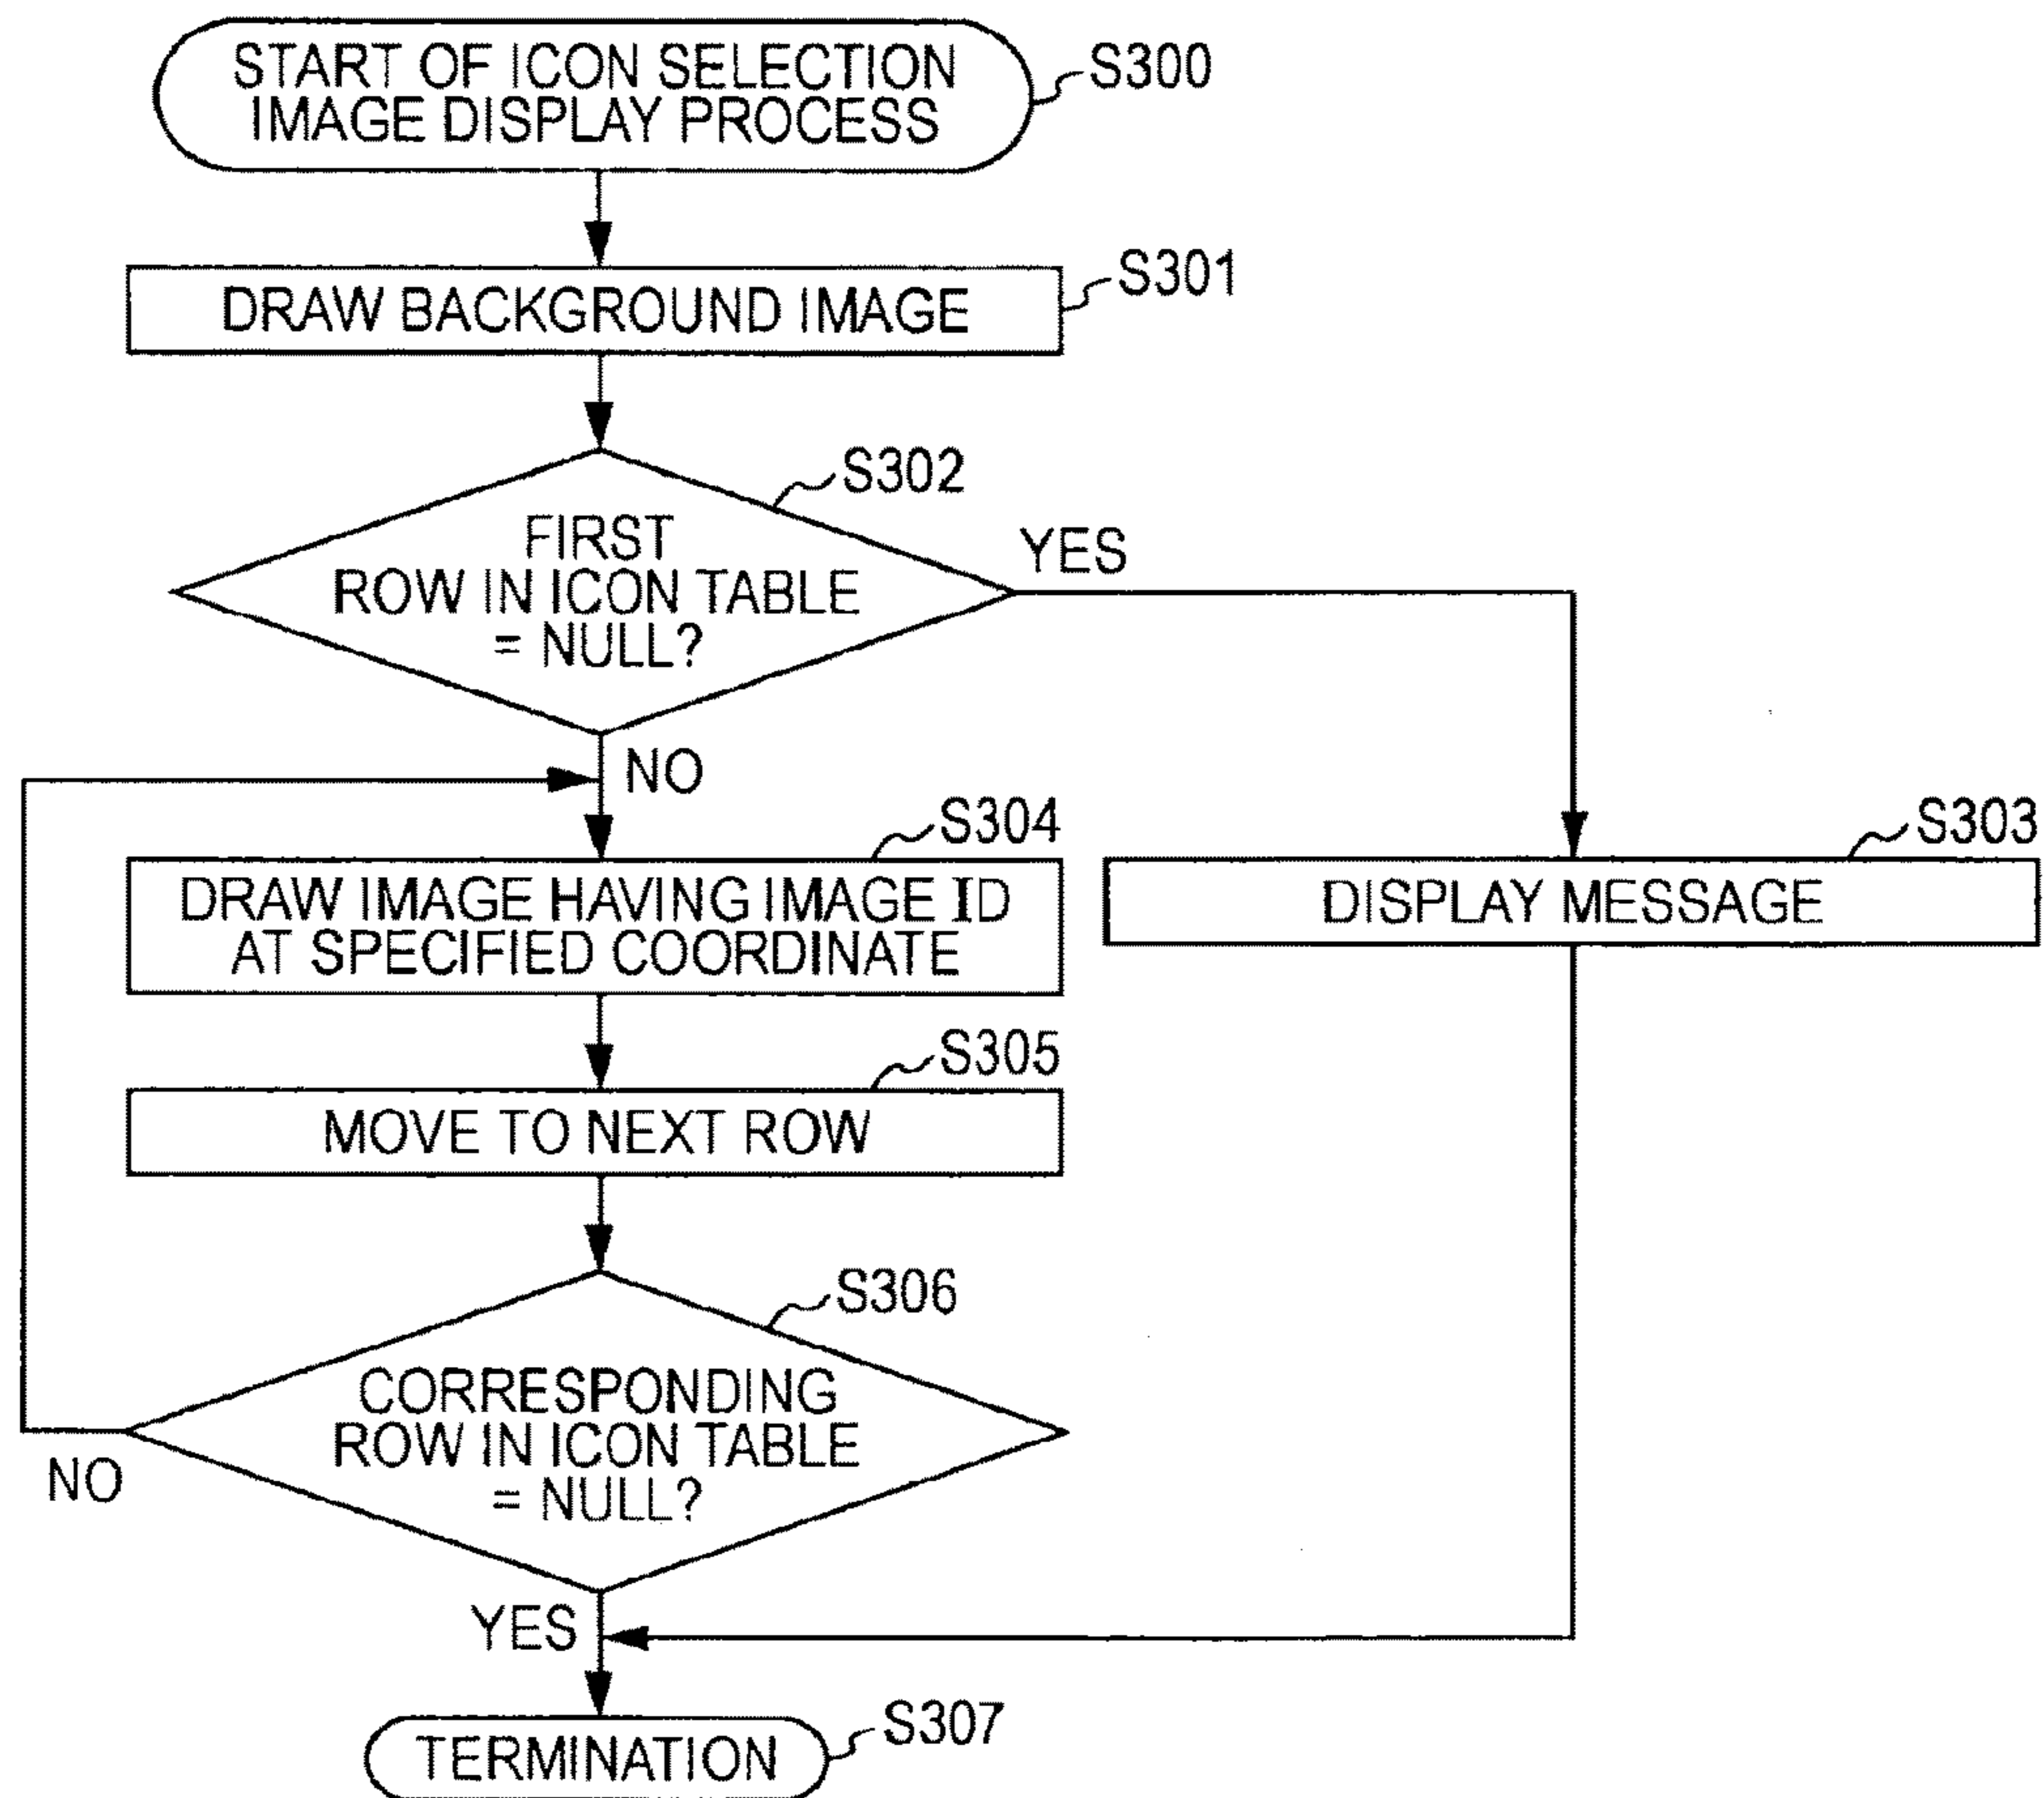 START OF ICON SELECTION
IMAGE DISPLAY PROCESS
S300
DRAW BACKGROUND IMAGE
S301
S302
FIRST
ROW IN ICON TABLE
= NULL?
YES
NO
S304
DRAW IMAGE HAVING IMAGE ID
AT SPECIFIED COORDINATE
S303
DISPLAY MESSAGE
S305
MOVE TO NEXT ROW
S306
CORRESPONDING
ROW IN ICON TABLE
= NULL?
NO
YES
S307
TERMINATION